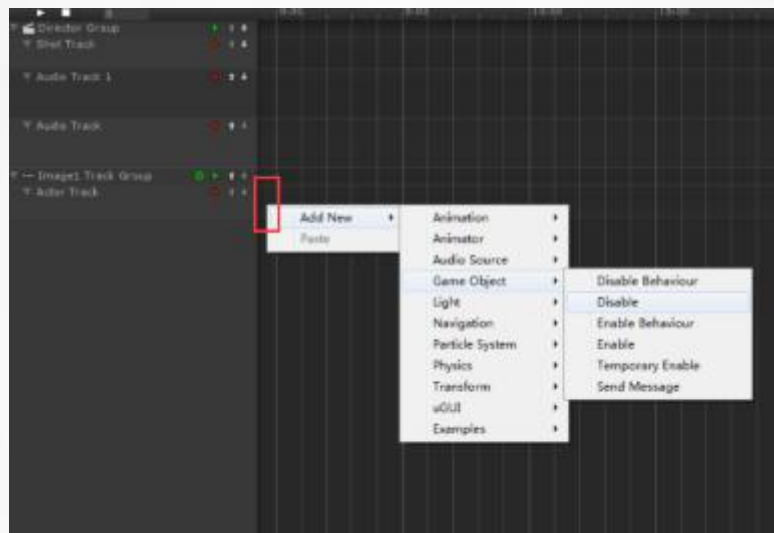 Director Group
Shot Track
Audio Track 1
Audio Track
Image1 Track Group
Actor Track
Add New
Paste
Animation
Animator
Audio Source
Game Object
Light
Navigation
Particle System
Physics
Transform
uGUI
Examples
Disable Behaviour
Disable
Enable Behaviour
Enable
Temporary Enable
Send Message